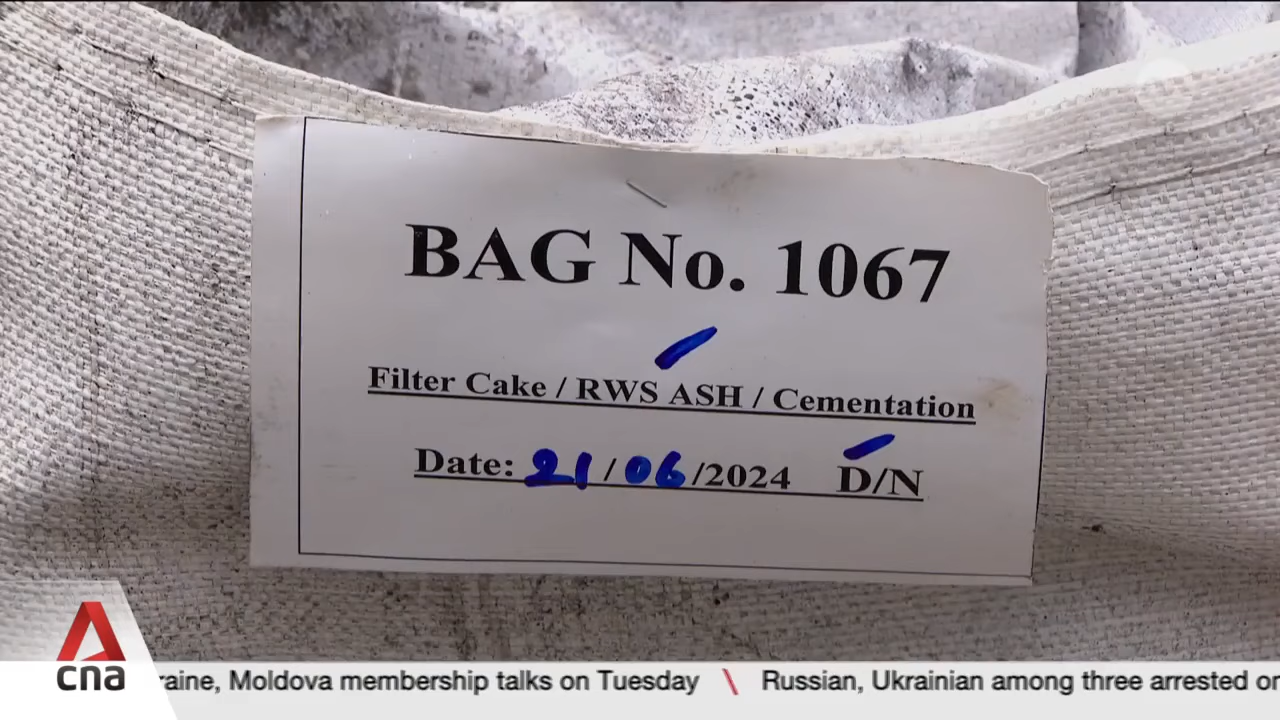 BAG No. 1067
Filter Cake / RWS ASH / Cementation
Date: 21/06/2024 D/N
cna
raine, Moldova membership talks on Tuesday \ Russian, Ukrainian among three arrested on